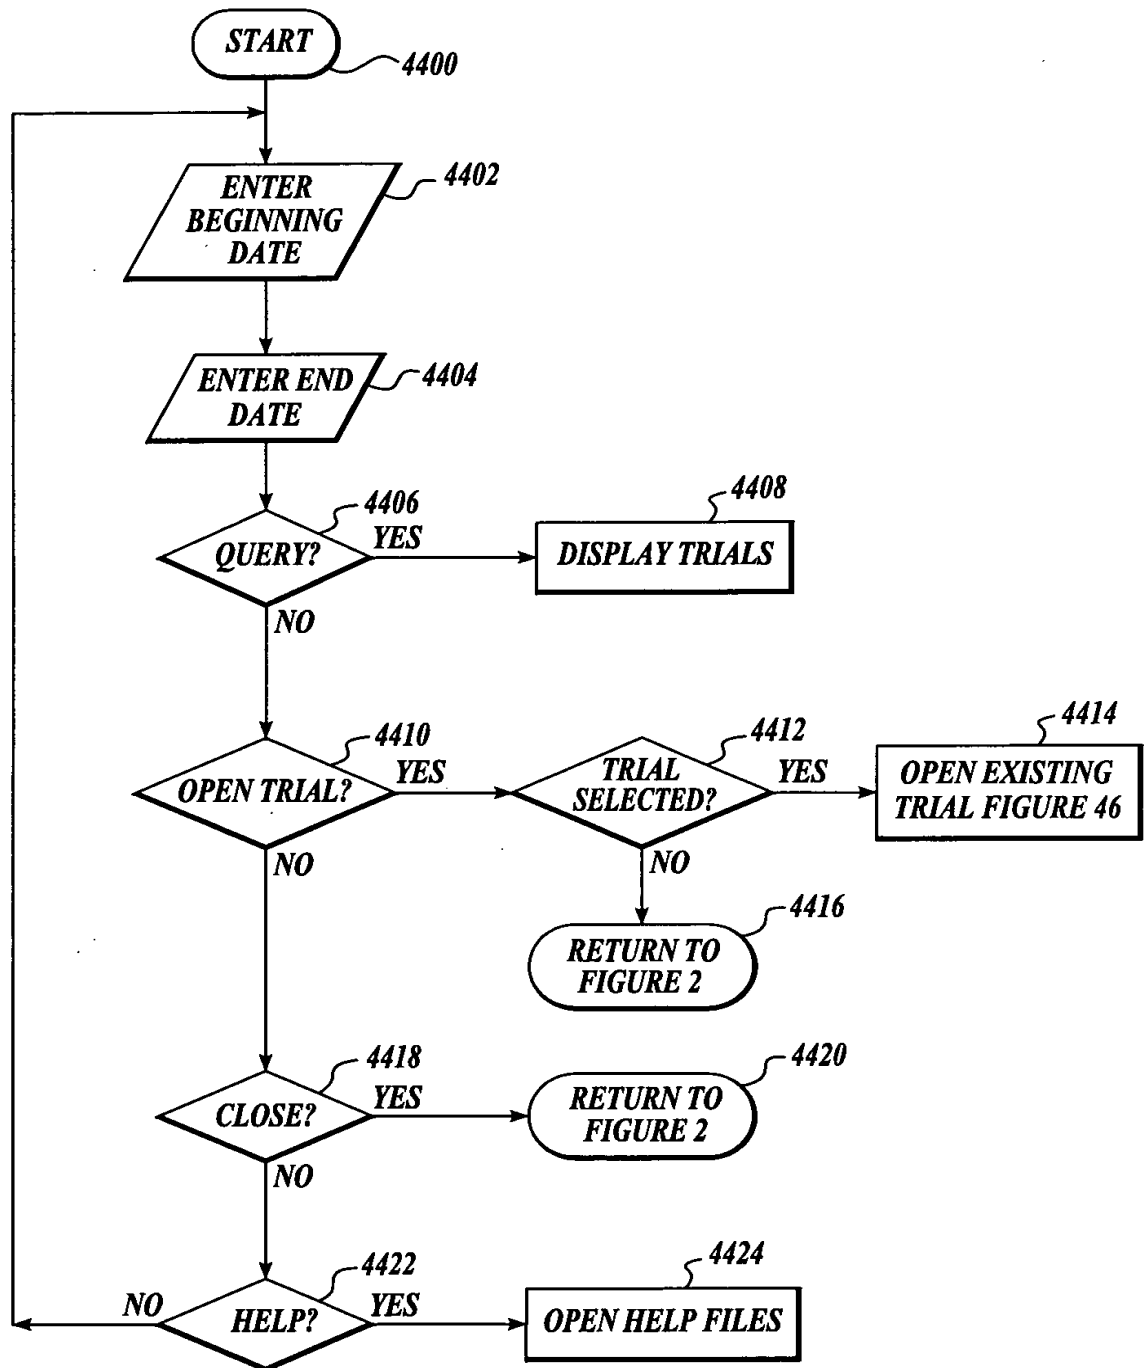 START
4400
4402
ENTER
BEGINNING
DATE
4404
ENTER END
DATE
4406
4408
QUERY?
YES
DISPLAY TRIALS
NO
4410
4412
4414
OPEN TRIAL?
YES
TRIAL
SELECTED?
YES
OPEN EXISTING
TRIAL FIGURE 46
NO
NO
4416
RETURN TO
FIGURE 2
4418
4420
CLOSE?
YES
RETURN TO
FIGURE 2
NO
4422
4424
NO
HELP?
YES
OPEN HELP FILES